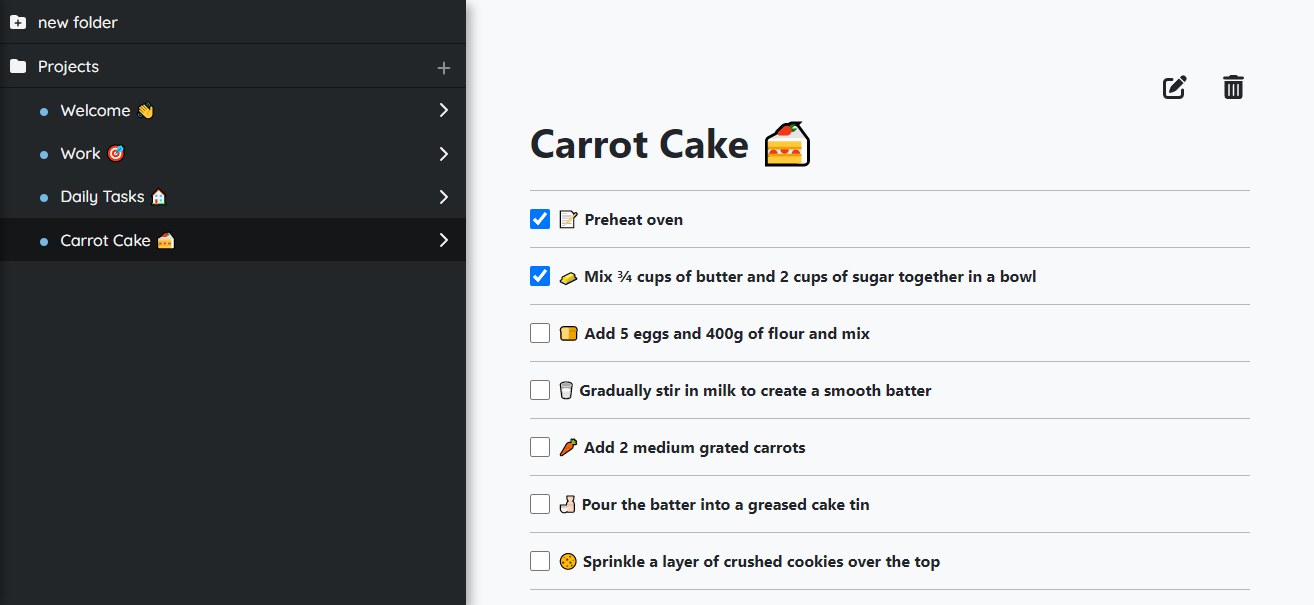 new folder
Projects
Welcome 👋
Work 🎯
Daily Tasks 🏠
Carrot Cake 🍰
Carrot Cake 🍰
📝 Preheat oven
🧈 Mix ¾ cups of butter and 2 cups of sugar together in a bowl
🍞 Add 5 eggs and 400g of flour and mix
🥛 Gradually stir in milk to create a smooth batter
🥕 Add 2 medium grated carrots
🍶 Pour the batter into a greased cake tin
🍪 Sprinkle a layer of crushed cookies over the top